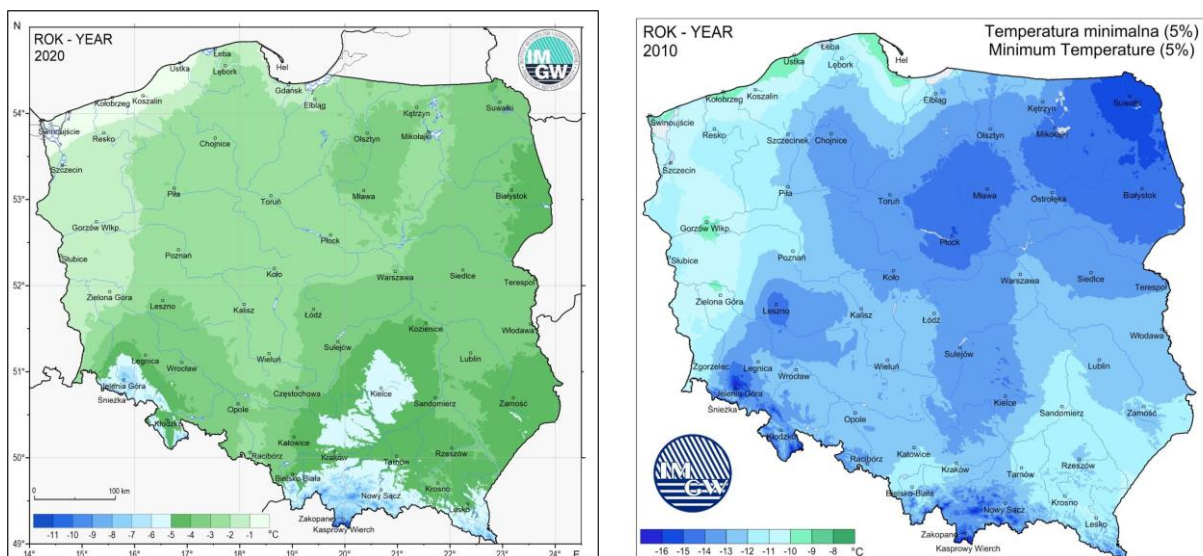 ROK - YEAR
2020
IM
GW
N
54°
53°
52°
51°
50°
49°
Łeba
Ustka
Lębork
Hel
Gdańsk
Koszalin
Kołobrzeg
Elbląg
Suwałki
Kętrzyn
Świnoujście
Resko
Chojnice
Olsztyn
Mikołajki
Szczecin
Piła
Toruń
Mława
Białystok
Gorzów Wlkp.
Płock
Słubice
Poznań
Koło
Warszawa
Siedlce
Terespol
Zielona Góra
Leszno
Kalisz
Łódź
Kozienice
Włodawa
Sulejów
Legnica
Wrocław
Wieluń
Lublin
Jelenia Góra
Śnieżka
Częstochowa
Kielce
Sandomierz
Zamość
Opole
Kłodzko
Katowice
Racibórz
Kraków
Tarnów
Rzeszów
Bielsko-Biała
Nowy Sącz
Krosno
Lesko
Zakopane
Kasprowy Wierch
0 100 km
-11 -10 -9 -8 -7 -6 -5 -4 -3 -2 -1 °C
14° 15° 16° 17° 18° 19° 20° 21° 22° 23° E
ROK - YEAR
2010
Temperatura minimalna (5%)
Minimum Temperature (5%)
Łeba
Ustka
Lębork
Hel
Koszalin
Kołobrzeg
Elbląg
Suwałki
Kętrzyn
Świnoujście
Resko
Szczecinek
Chojnice
Olsztyn
Mikołajki
Szczecin
Piła
Toruń
Mława
Ostrołęka
Białystok
Gorzów Wlkp.
Płock
Słubice
Poznań
Koło
Warszawa
Siedlce
Terespol
Zielona Góra
Leszno
Kalisz
Łódź
Włodawa
Sulejów
Zgorzelec
Legnica
Wrocław
Wieluń
Lublin
Jelenia Góra
Śnieżka
Kielce
Sandomierz
Zamość
Opole
Kłodzko
Racibórz
Katowice
Kraków
Tarnów
Rzeszów
Bielsko-Biała
Nowy Sącz
Krosno
Lesko
Zakopane
Kasprowy Wierch
IM
GW
-16 -15 -14 -13 -12 -11 -10 -9 -8 °C